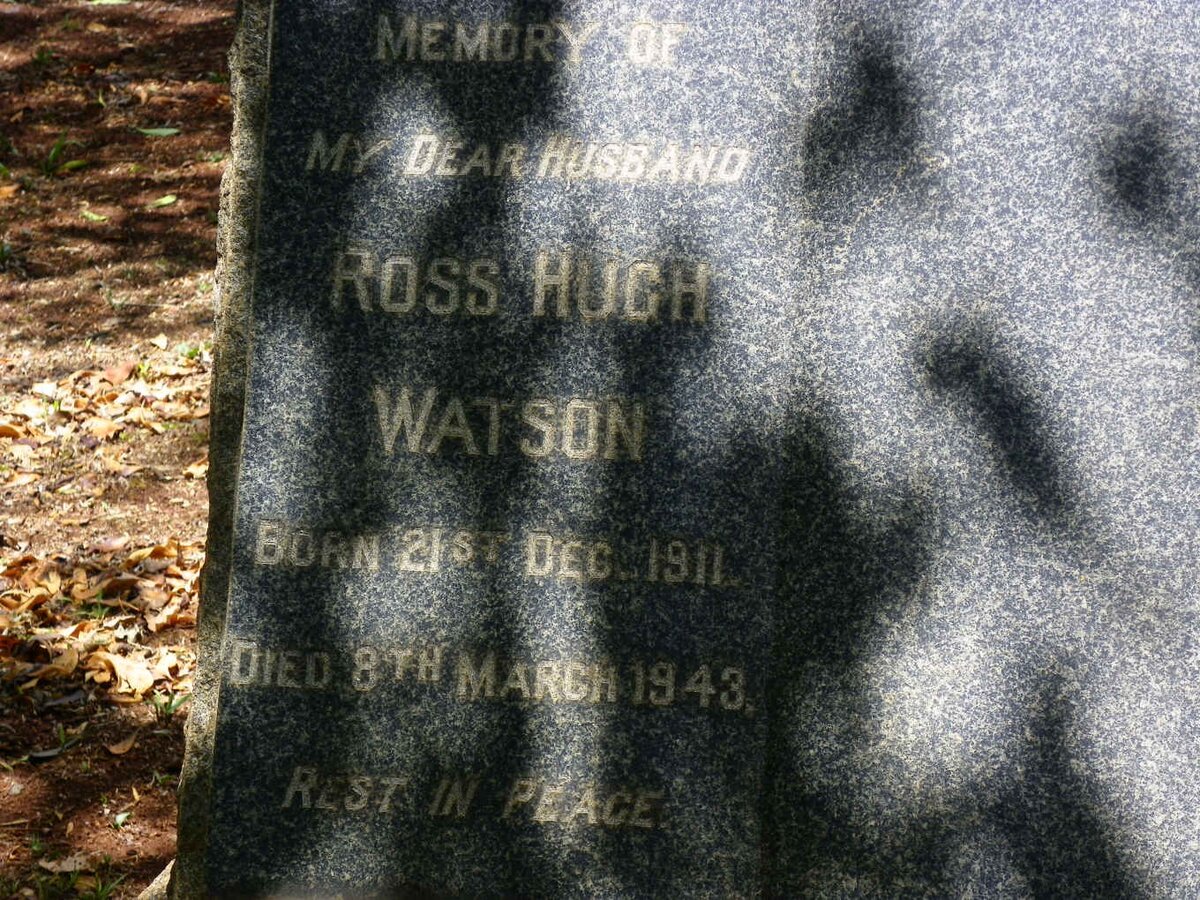 MEMORY OF
MY DEAR HUSBAND
ROSS HUGH
WATSON
BORN 21ST DEC. 1911.
DIED 8TH MARCH 1943.
REST IN PEACE.